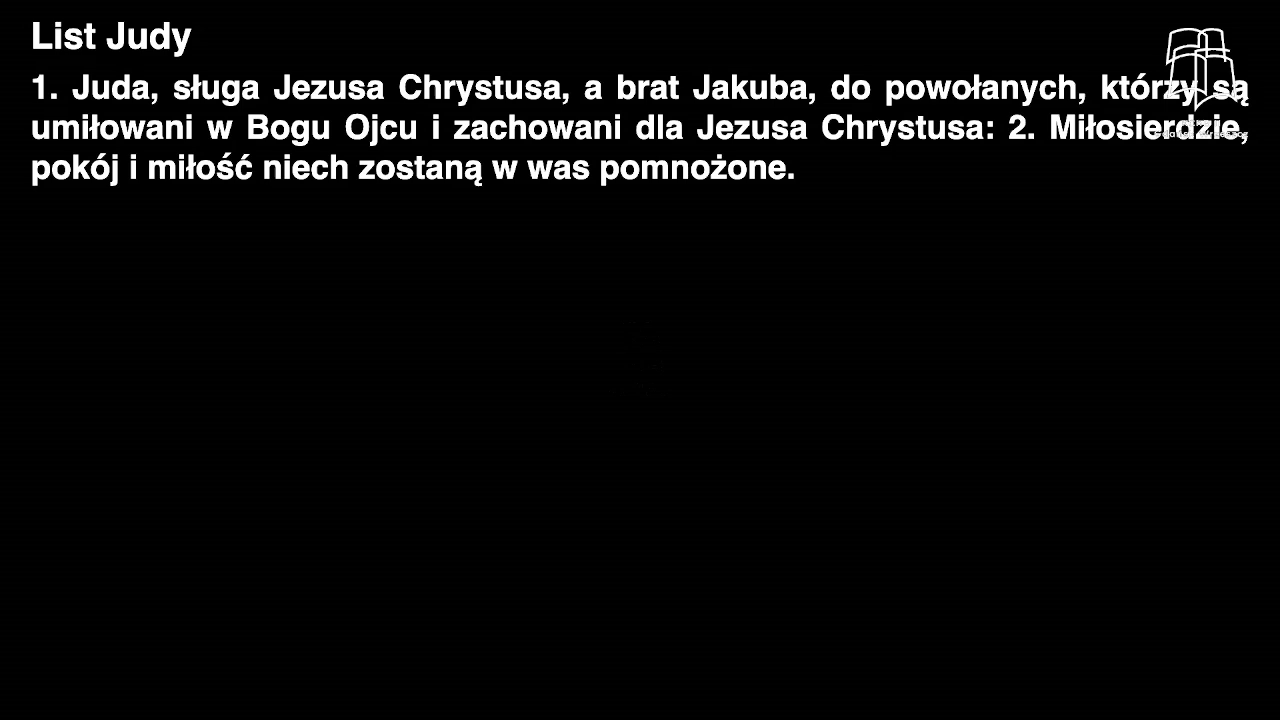 List Judy
1. Juda, sługa Jezusa Chrystusa, a brat Jakuba, do powołanych, którzy są
umiłowani w Bogu Ojcu i zachowani dla Jezusa Chrystusa: 2. Miłosierdzie,
pokój i miłość niech zostaną w was pomnożone.